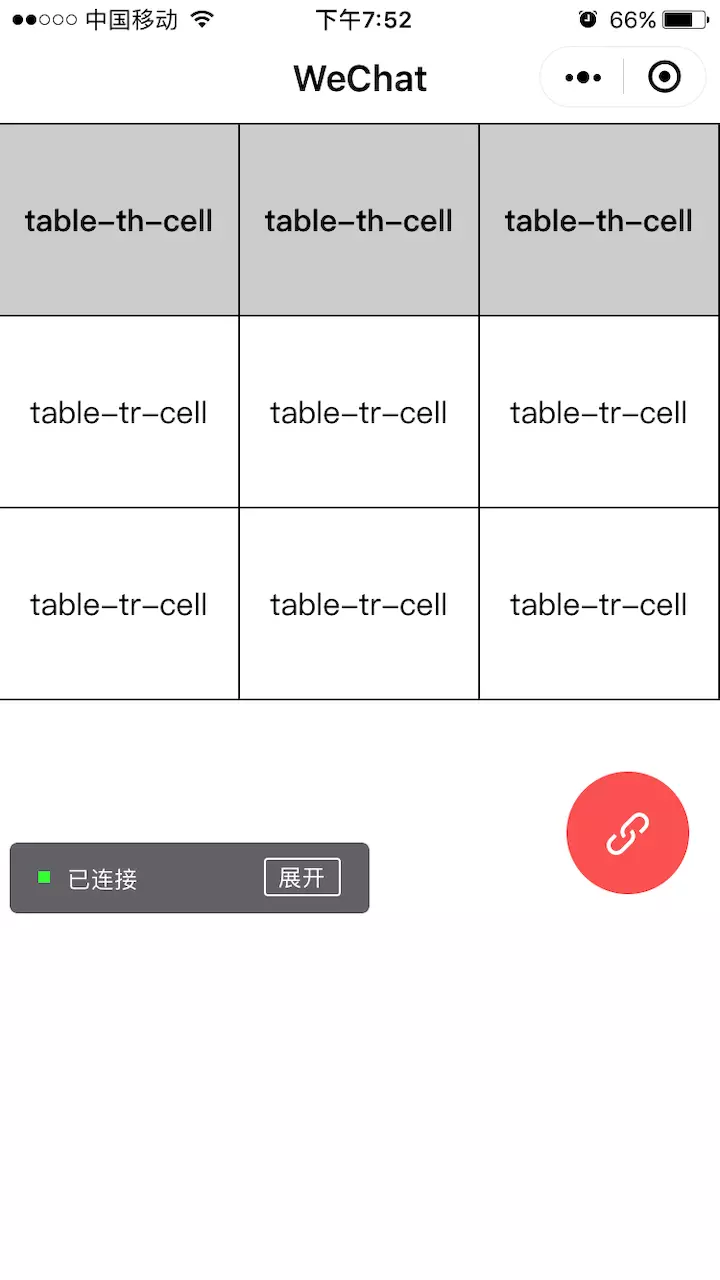 中国移动 下午7:52 66%
WeChat
table-th-cell table-th-cell table-th-cell
table-tr-cell table-tr-cell table-tr-cell
table-tr-cell table-tr-cell table-tr-cell
已连接 展开